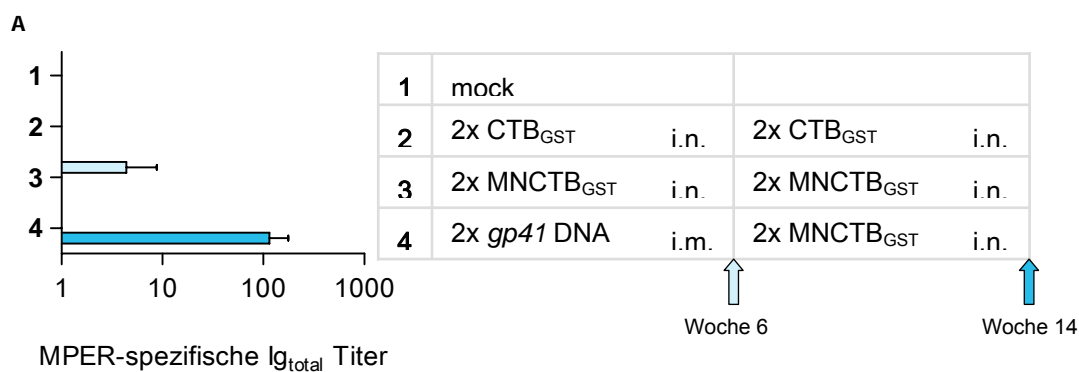 A
1
2
3
4
1 10 100 1000
MPER-spezifische Ig_total Titer
1 mock
2 2x CTB_GST i.n. 2x CTB_GST i.n.
3 2x MNCTB_GST i.n. 2x MNCTB_GST i.n.
4 2x gp41 DNA i.m. 2x MNCTB_GST i.n.
Woche 6 Woche 14